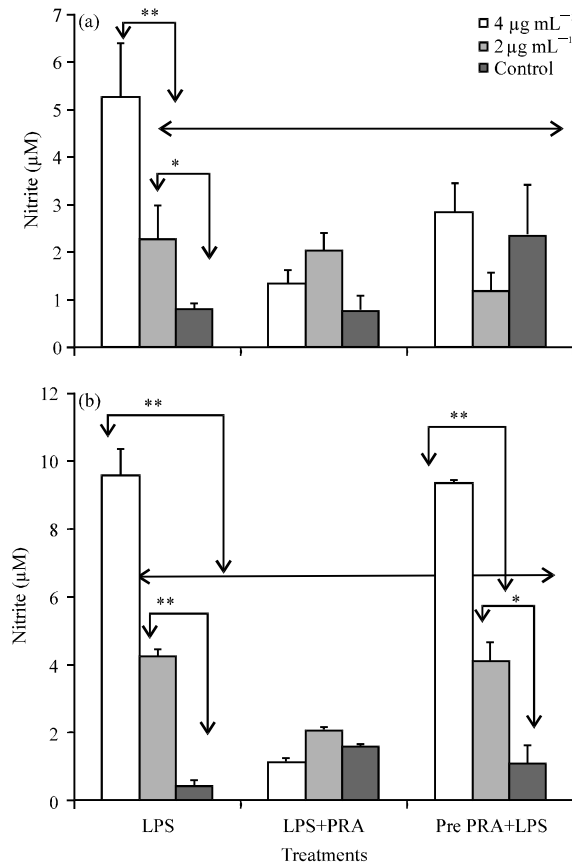 (a)
**
4 µg mL⁻
2 µg mL⁻¹
Control
7
6
5
4
3
2
1
0
Nitrite (µM)
*
(b)
**
**
12
10
8
6
4
2
0
Nitrite (µM)
**
*
LPS
LPS+PRA
Pre PRA+LPS
Treatments